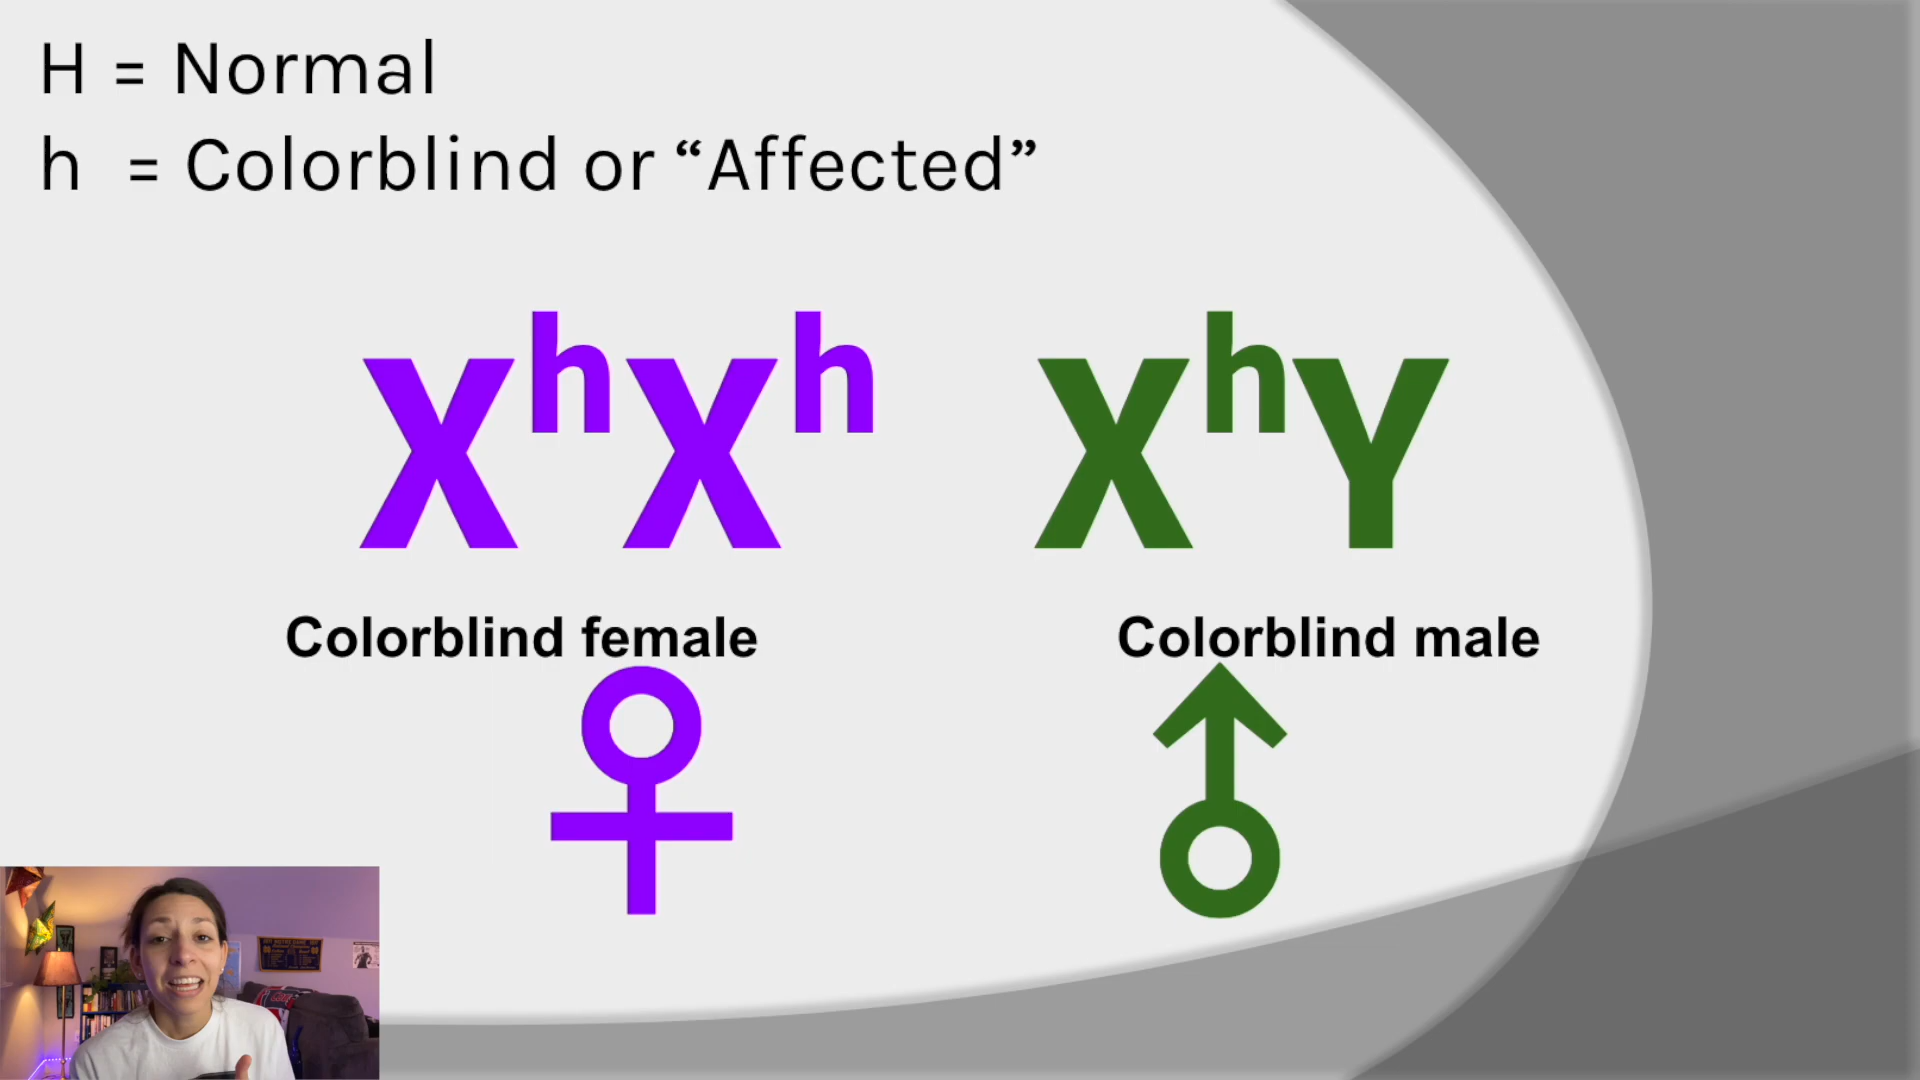 H = Normal
h = Colorblind or “Affected”
XʰXʰ
XʰY
Colorblind female
Colorblind male